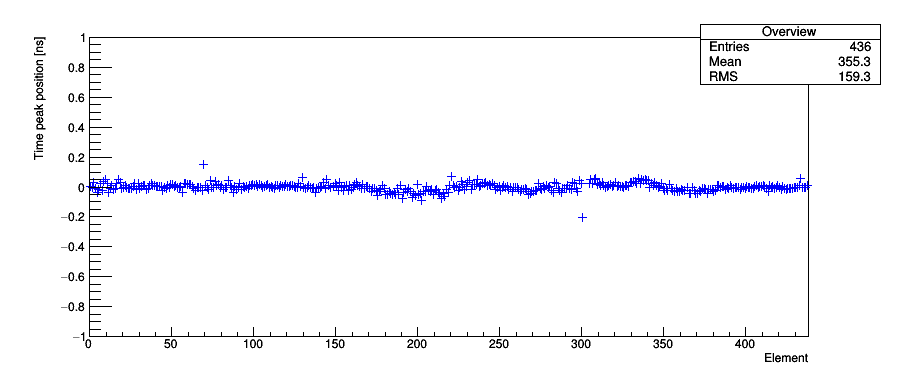 Overview
Entries 436
Mean 355.3
RMS 159.3
Time peak position [ns]
1
0.8
0.6
0.4
0.2
0
−0.2
−0.4
−0.6
−0.8
−1
0 50 100 150 200 250 300 350 400
Element